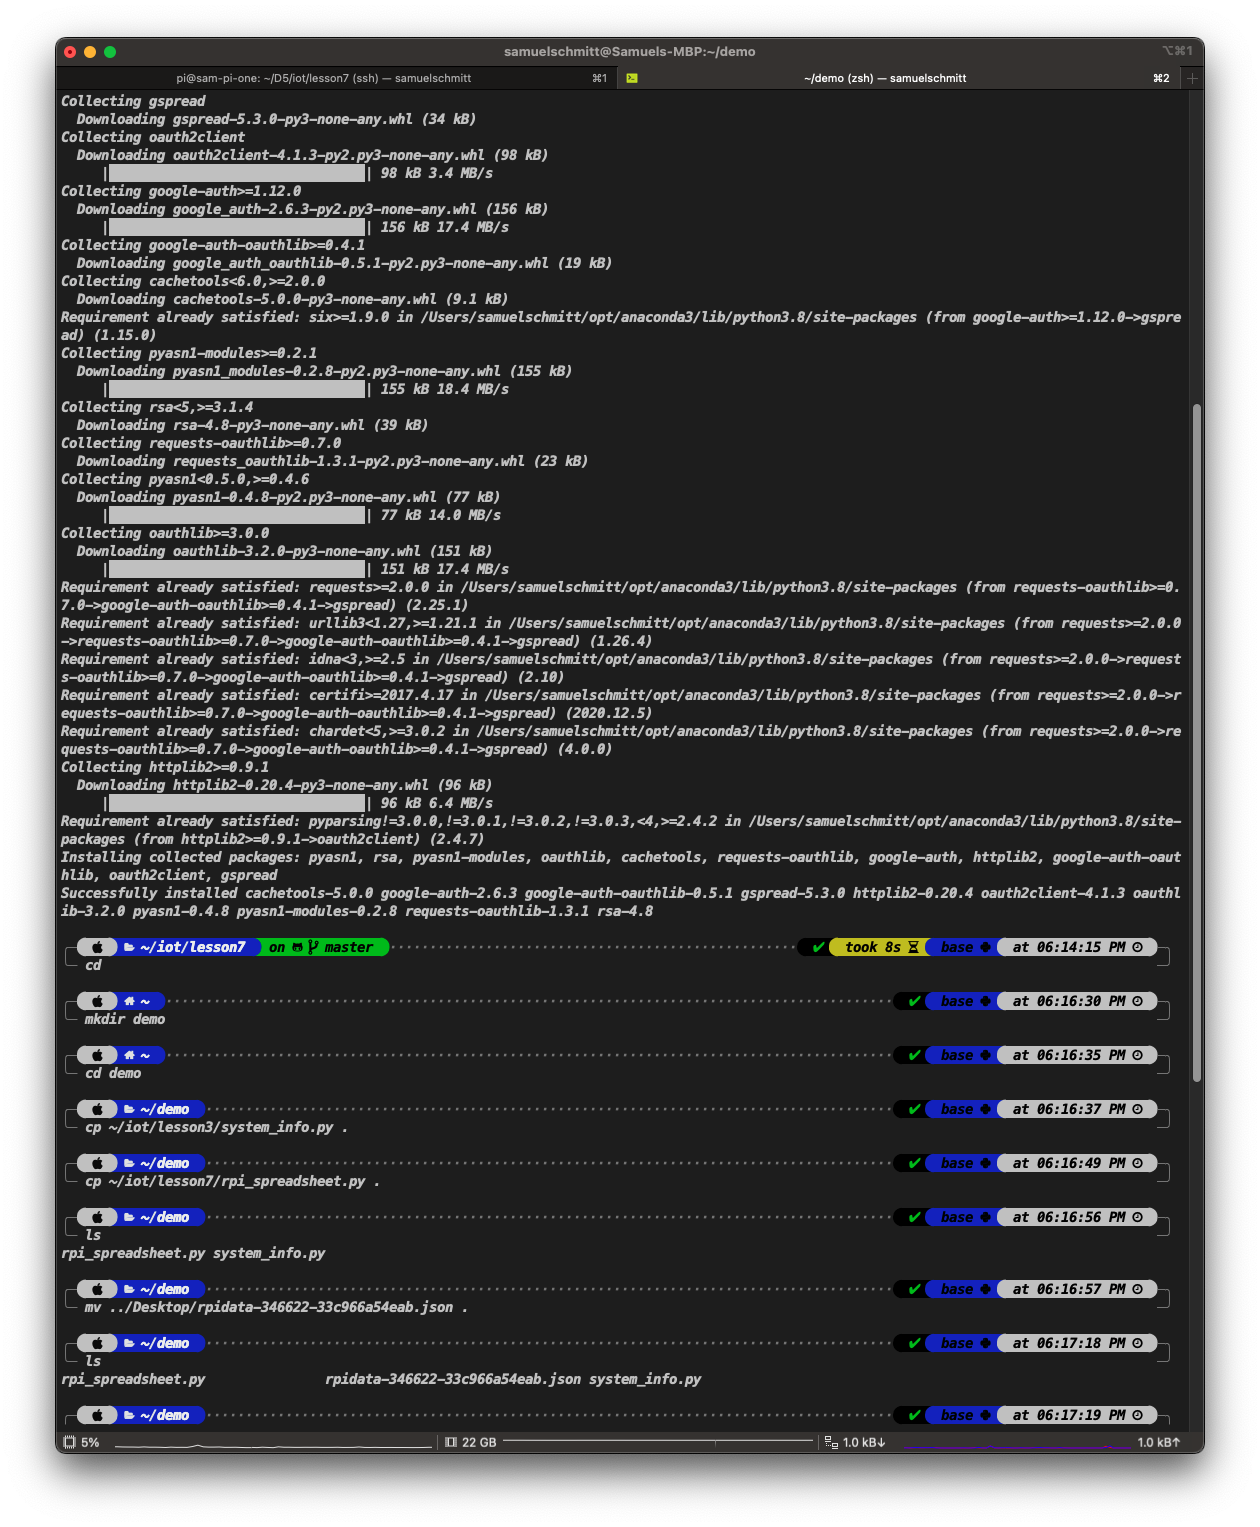 samuelschmitt@Samuels-MBP:~/demo
⌥⌘1
pi@sam-pi-one: ~/D5/iot/lesson7 (ssh) — samuelschmitt ⌘1
~/demo (zsh) — samuelschmitt ⌘2
Collecting gspread
Downloading gspread-5.3.0-py3-none-any.whl (34 kB)
Collecting oauth2client
Downloading oauth2client-4.1.3-py2.py3-none-any.whl (98 kB)
| | 98 kB 3.4 MB/s
Collecting google-auth>=1.12.0
Downloading google_auth-2.6.3-py2.py3-none-any.whl (156 kB)
| | 156 kB 17.4 MB/s
Collecting google-auth-oauthlib>=0.4.1
Downloading google_auth_oauthlib-0.5.1-py2.py3-none-any.whl (19 kB)
Collecting cachetools<6.0,>=2.0.0
Downloading cachetools-5.0.0-py3-none-any.whl (9.1 kB)
Requirement already satisfied: six>=1.9.0 in /Users/samuelschmitt/opt/anaconda3/lib/python3.8/site-packages (from google-auth>=1.12.0->gspre
ad) (1.15.0)
Collecting pyasn1-modules>=0.2.1
Downloading pyasn1_modules-0.2.8-py2.py3-none-any.whl (155 kB)
| | 155 kB 18.4 MB/s
Collecting rsa<5,>=3.1.4
Downloading rsa-4.8-py3-none-any.whl (39 kB)
Collecting requests-oauthlib>=0.7.0
Downloading requests_oauthlib-1.3.1-py2.py3-none-any.whl (23 kB)
Collecting pyasn1<0.5.0,>=0.4.6
Downloading pyasn1-0.4.8-py2.py3-none-any.whl (77 kB)
| | 77 kB 14.0 MB/s
Collecting oauthlib>=3.0.0
Downloading oauthlib-3.2.0-py3-none-any.whl (151 kB)
| | 151 kB 17.4 MB/s
Requirement already satisfied: requests>=2.0.0 in /Users/samuelschmitt/opt/anaconda3/lib/python3.8/site-packages (from requests-oauthlib>=0.
7.0->google-auth-oauthlib>=0.4.1->gspread) (2.25.1)
Requirement already satisfied: urllib3<1.27,>=1.21.1 in /Users/samuelschmitt/opt/anaconda3/lib/python3.8/site-packages (from requests>=2.0.0
->requests-oauthlib>=0.7.0->google-auth-oauthlib>=0.4.1->gspread) (1.26.4)
Requirement already satisfied: idna<3,>=2.5 in /Users/samuelschmitt/opt/anaconda3/lib/python3.8/site-packages (from requests>=2.0.0->request
s-oauthlib>=0.7.0->google-auth-oauthlib>=0.4.1->gspread) (2.10)
Requirement already satisfied: certifi>=2017.4.17 in /Users/samuelschmitt/opt/anaconda3/lib/python3.8/site-packages (from requests>=2.0.0->r
equests-oauthlib>=0.7.0->google-auth-oauthlib>=0.4.1->gspread) (2020.12.5)
Requirement already satisfied: chardet<5,>=3.0.2 in /Users/samuelschmitt/opt/anaconda3/lib/python3.8/site-packages (from requests>=2.0.0->re
quests-oauthlib>=0.7.0->google-auth-oauthlib>=0.4.1->gspread) (4.0.0)
Collecting httplib2>=0.9.1
Downloading httplib2-0.20.4-py3-none-any.whl (96 kB)
| | 96 kB 6.4 MB/s
Requirement already satisfied: pyparsing!=3.0.0,!=3.0.1,!=3.0.2,!=3.0.3,<4,>=2.4.2 in /Users/samuelschmitt/opt/anaconda3/lib/python3.8/site-
packages (from httplib2>=0.9.1->oauth2client) (2.4.7)
Installing collected packages: pyasn1, rsa, pyasn1-modules, oauthlib, cachetools, requests-oauthlib, google-auth, httplib2, google-auth-oaut
hlib, oauth2client, gspread
Successfully installed cachetools-5.0.0 google-auth-2.6.3 google-auth-oauthlib-0.5.1 gspread-5.3.0 httplib2-0.20.4 oauth2client-4.1.3 oauthl
ib-3.2.0 pyasn1-0.4.8 pyasn1-modules-0.2.8 requests-oauthlib-1.3.1 rsa-4.8
~/iot/lesson7 on master ✔ took 8s base at 06:14:15 PM
cd
~ ✔ base at 06:16:30 PM
mkdir demo
~ ✔ base at 06:16:35 PM
cd demo
~/demo ✔ base at 06:16:37 PM
cp ~/iot/lesson3/system_info.py .
~/demo ✔ base at 06:16:49 PM
cp ~/iot/lesson7/rpi_spreadsheet.py .
~/demo ✔ base at 06:16:56 PM
ls
rpi_spreadsheet.py system_info.py
~/demo ✔ base at 06:16:57 PM
mv ../Desktop/rpidata-346622-33c966a54eab.json .
~/demo ✔ base at 06:17:18 PM
ls
rpi_spreadsheet.py rpidata-346622-33c966a54eab.json system_info.py
~/demo ✔ base at 06:17:19 PM
5% 22 GB 1.0 kB↓ 1.0 kB↑